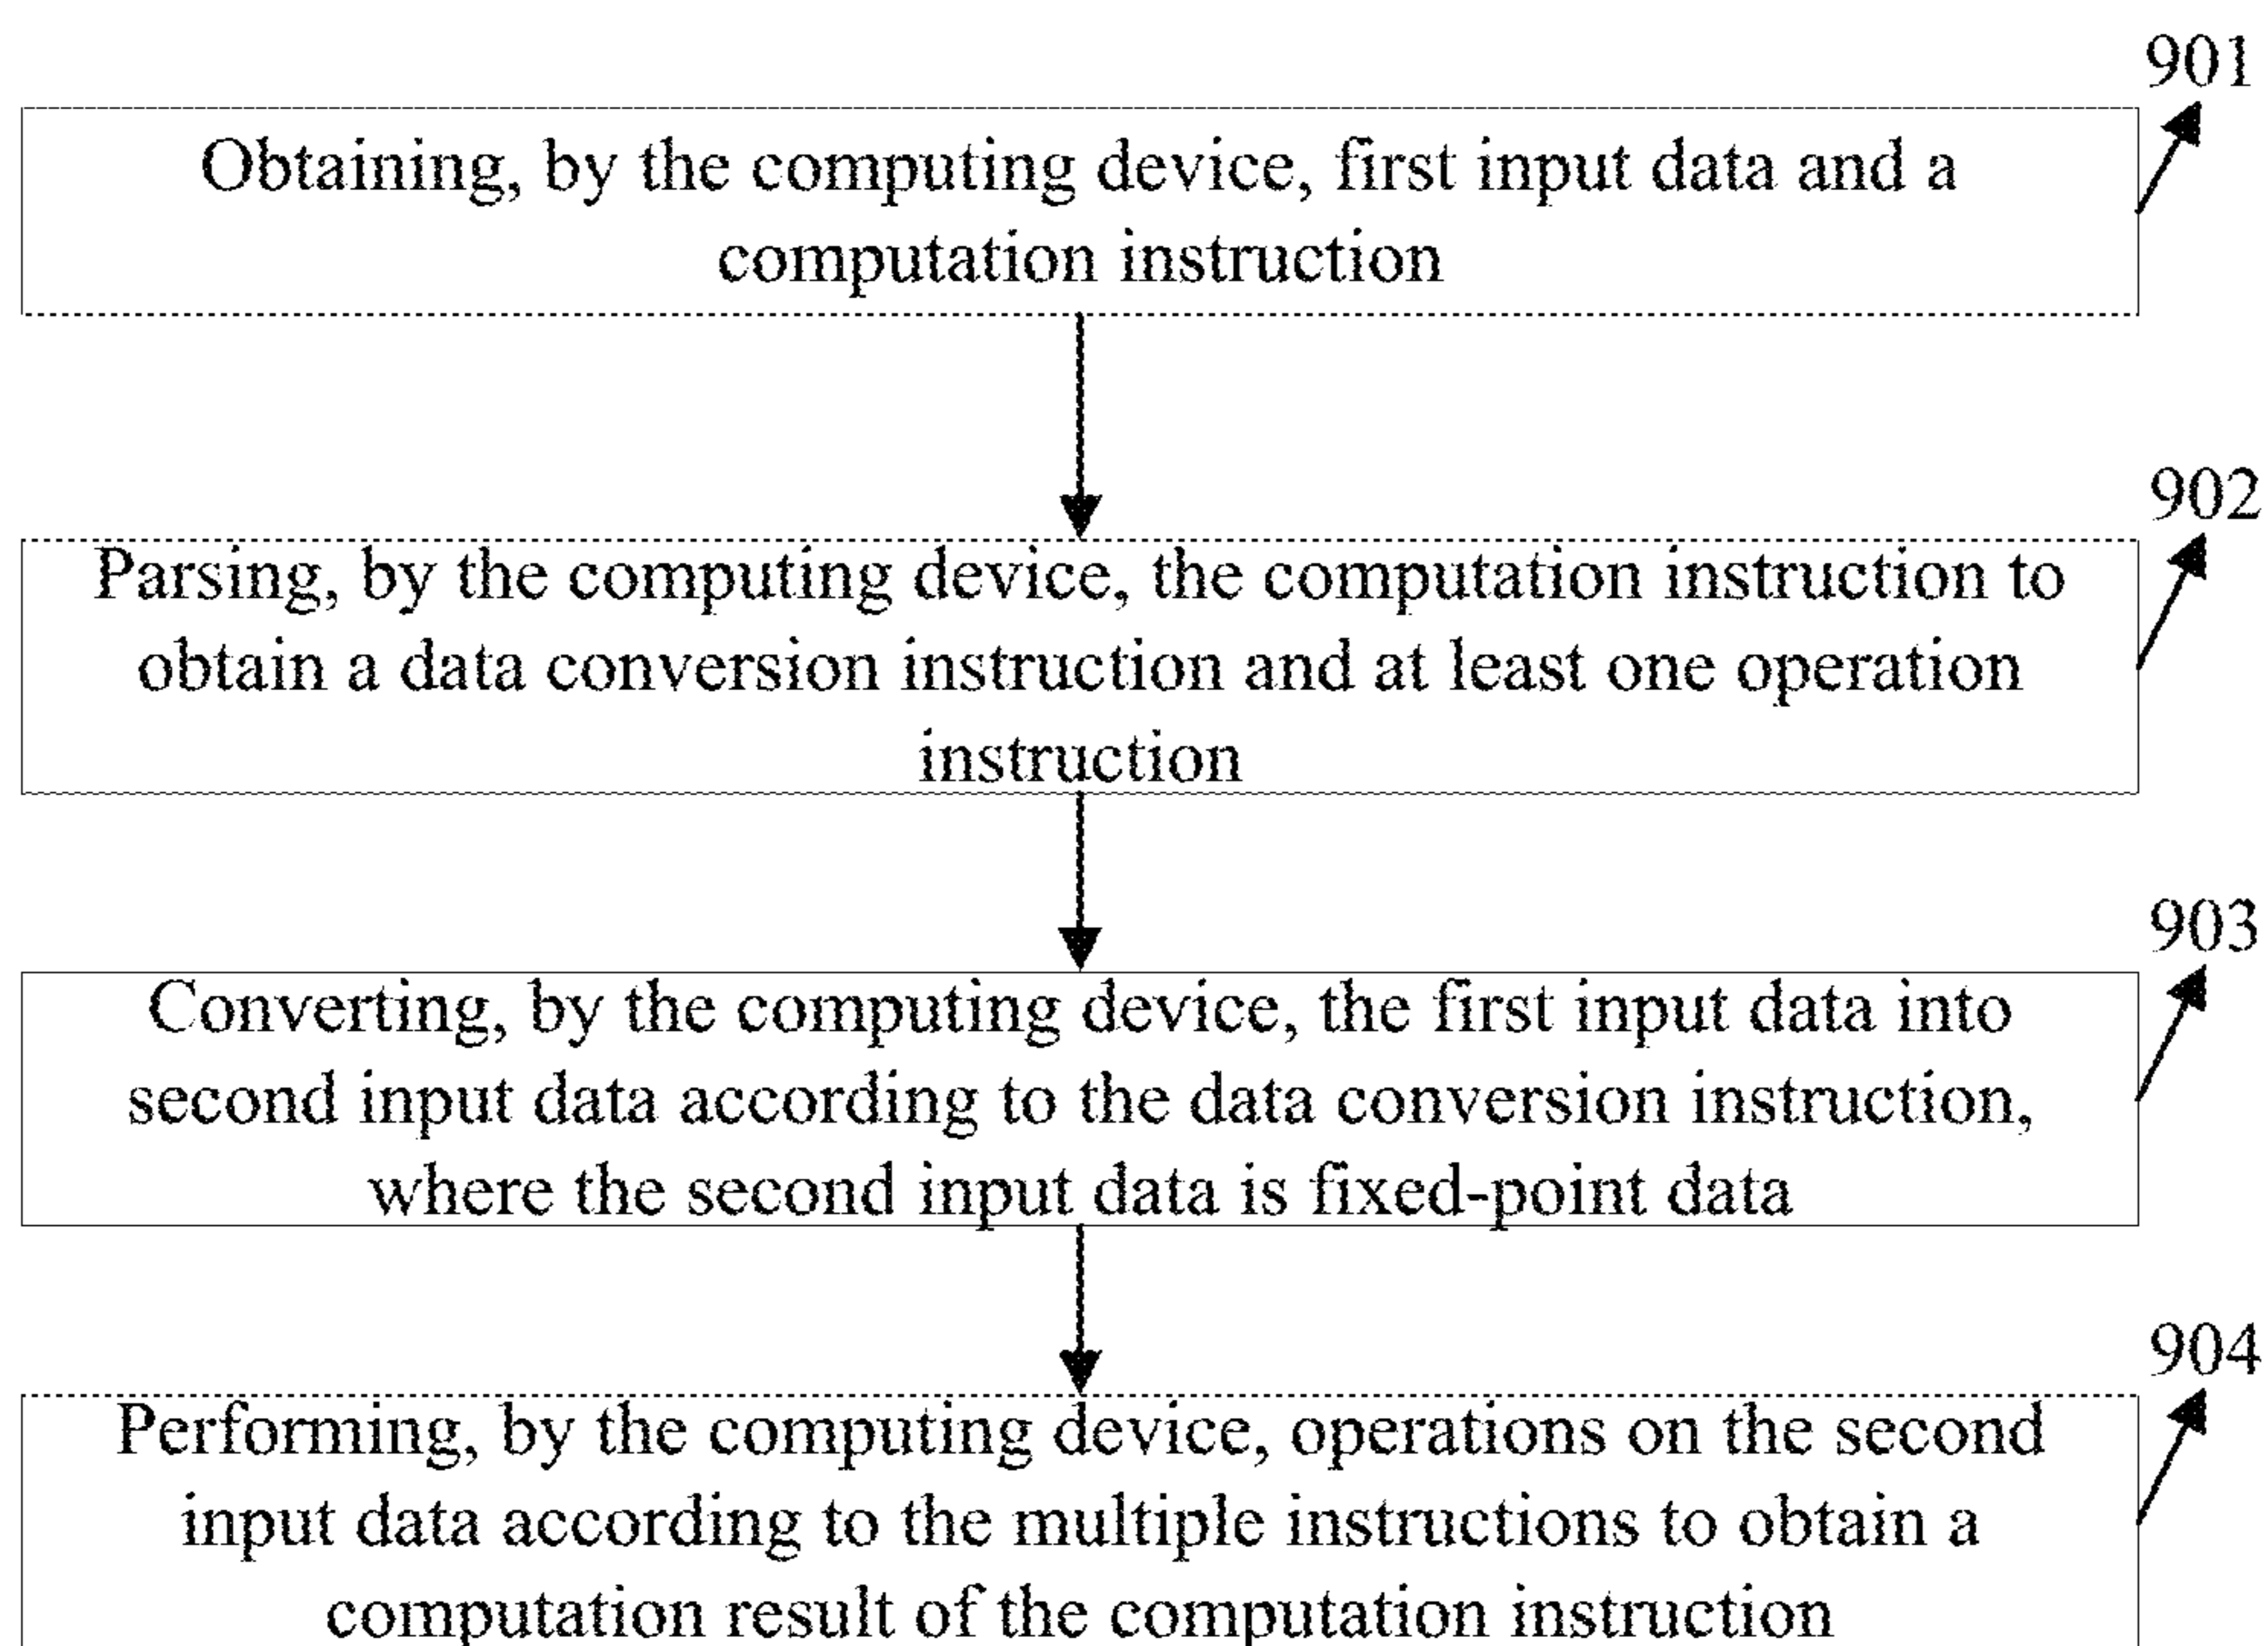 901
Obtaining, by the computing device, first input data and a
computation instruction
902
Parsing, by the computing device, the computation instruction to
obtain a data conversion instruction and at least one operation
instruction
903
Converting, by the computing device, the first input data into
second input data according to the data conversion instruction,
where the second input data is fixed-point data
904
Performing, by the computing device, operations on the second
input data according to the multiple instructions to obtain a
computation result of the computation instruction